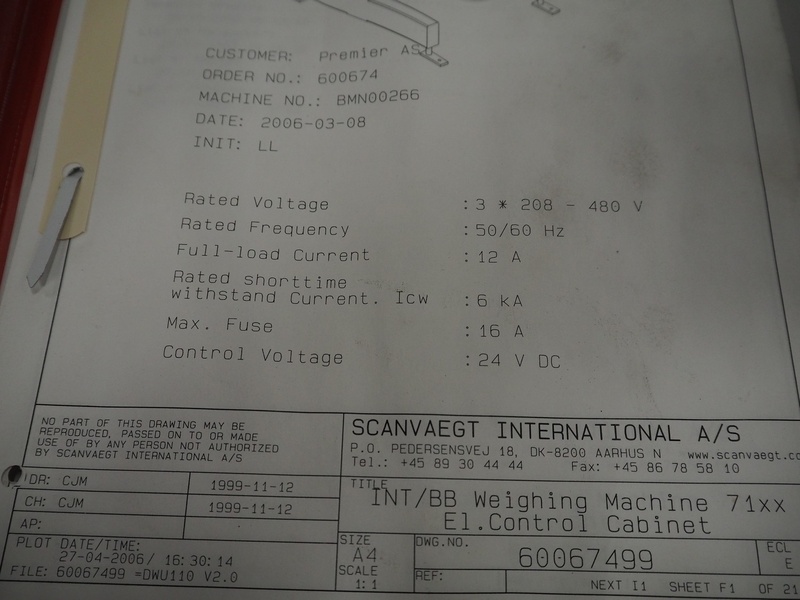 CUSTOMER: Premier ASU
ORDER NO.: 600674
MACHINE NO.: BMN00266
DATE: 2006-03-08
INIT: LL
Rated Voltage : 3 * 208 - 480 V
Rated Frequency : 50/60 Hz
Full-load Current : 12 A
Rated shorttime
withstand Current. Icw : 6 kA
Max. Fuse : 16 A
Control Voltage : 24 V DC
NO PART OF THIS DRAWING MAY BE
REPRODUCED, PASSED ON TO OR MADE
USE OF BY ANY PERSON NOT AUTHORIZED
BY SCANVAEGT INTERNATIONAL A/S
SCANVAEGT INTERNATIONAL A/S
P.O. PEDERSENSVEJ 18, DK-8200 AARHUS N www.scanvaegt.co
Tel.: +45 89 30 44 44 Fax: +45 86 78 58 10
DR: CJM 1999-11-12
CH: CJM 1999-11-12
AP:
TITLE
INT/BB Weighing Machine 71xx
El.Control Cabinet
PLOT DATE/TIME:
27-04-2006/ 16:30:14
FILE: 60067499 =DWU110 V2.0
SIZE
A4
SCALE
1:1
DWG.NO.
60067499
ECL
E
REF:
NEXT I1 SHEET F1 OF 21